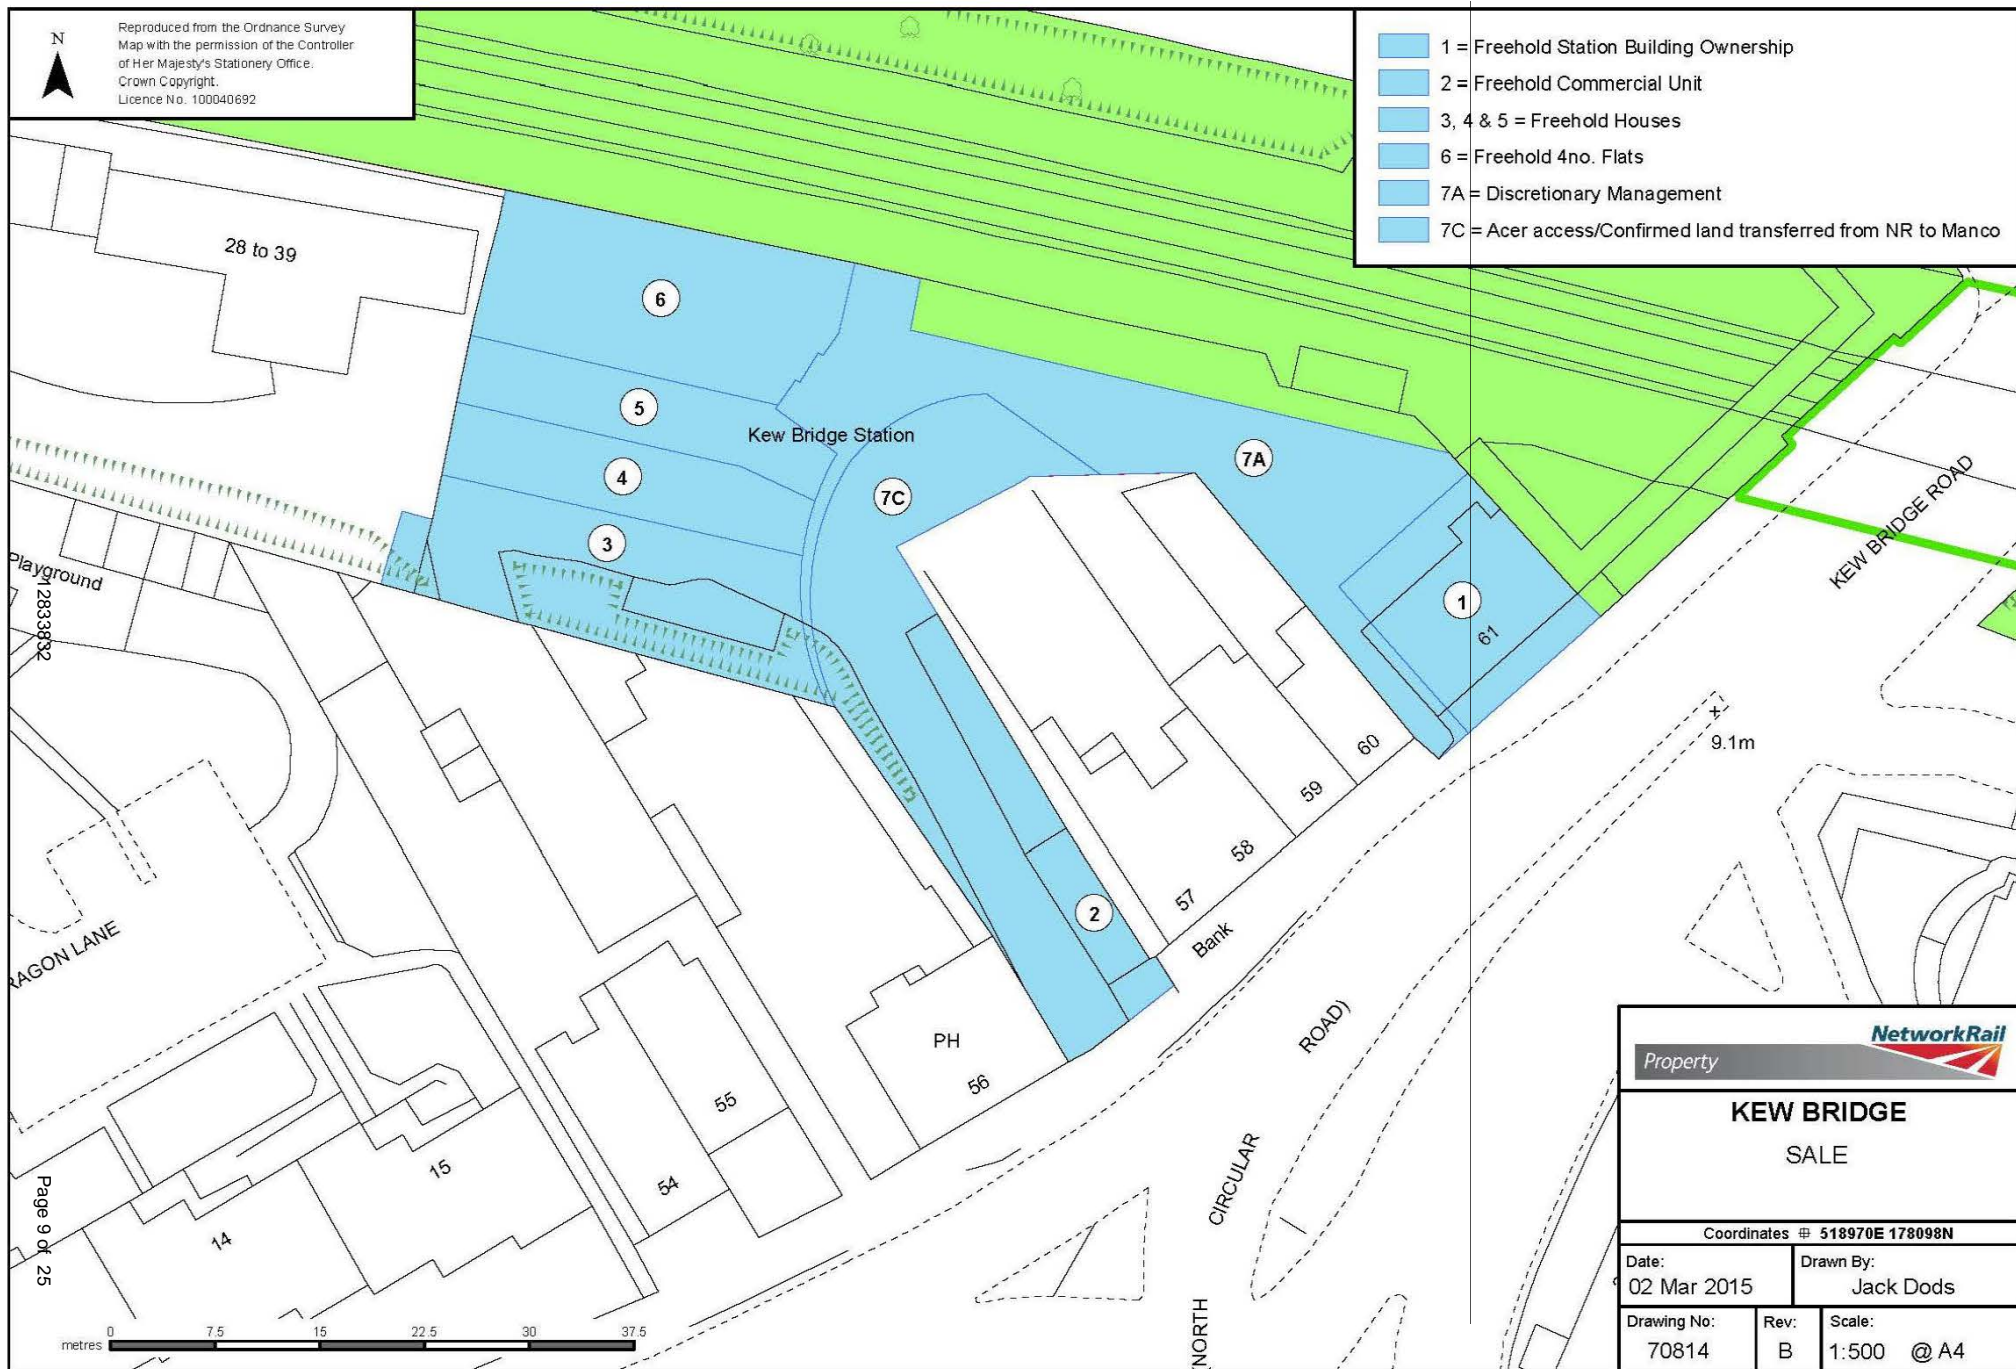 N
Reproduced from the Ordnance Survey
Map with the permission of the Controller
of Her Majesty's Stationery Office.
Crown Copyright.
Licence No. 100040692
1 = Freehold Station Building Ownership
2 = Freehold Commercial Unit
3, 4 & 5 = Freehold Houses
6 = Freehold 4no. Flats
7A = Discretionary Management
7C = Acer access/Confirmed land transferred from NR to Manco
28 to 39
6
5
Kew Bridge Station
4
7C
7A
3
1
61
KEW BRIDGE ROAD
Playground
12833832
9.1m
60
59
58
57
2
Bank
RAGON LANE
PH
56
ROAD)
55
54
15
14
CIRCULAR
(NORTH
Page 9 of 25
metres
0 7.5 15 22.5 30 37.5
NetworkRail
Property
KEW BRIDGE
SALE
Coordinates 518970E 178098N
Date:
02 Mar 2015
Drawn By:
Jack Dods
Drawing No:
70814
Rev:
B
Scale:
1:500 @ A4